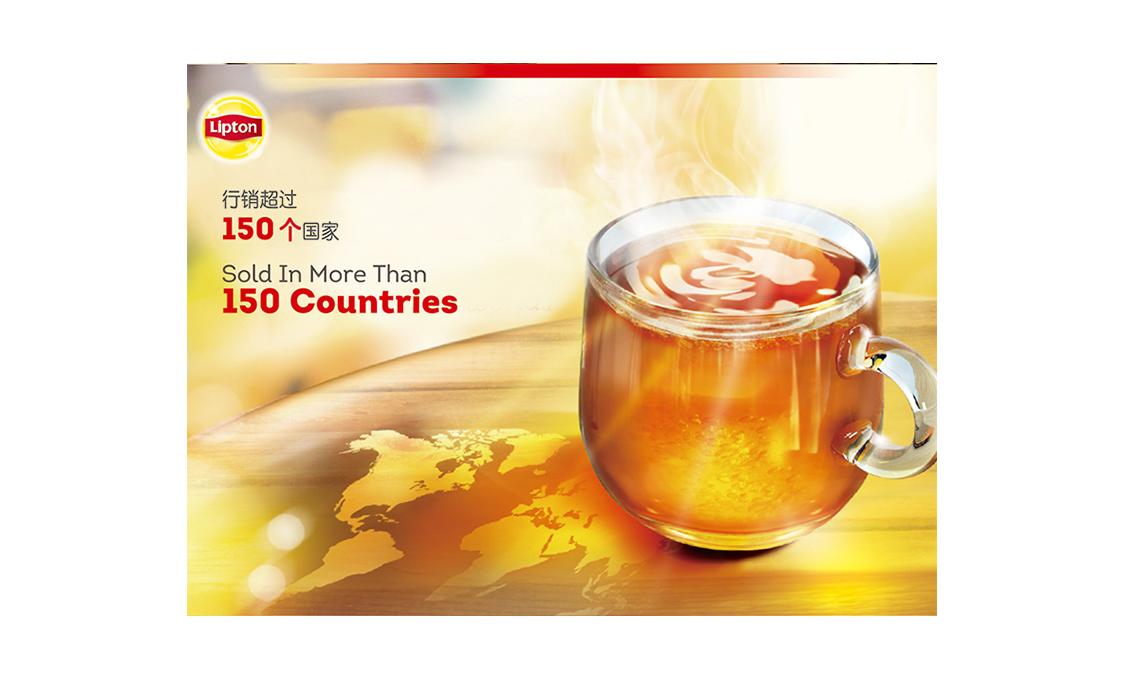 Lipton
行销超过
150个国家
Sold In More Than
150 Countries